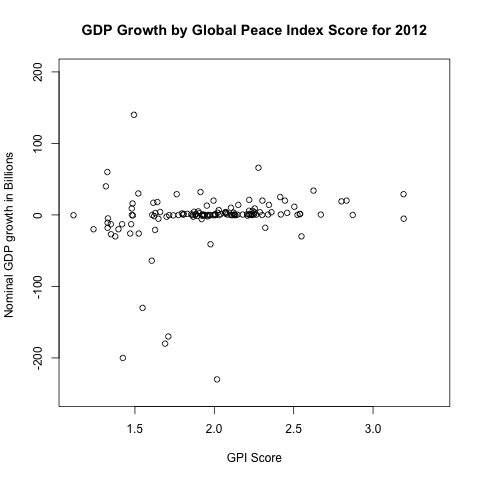 GDP Growth by Global Peace Index Score for 2012
Nominal GDP growth in Billions
200
100
0
-100
-200
1.5 2.0 2.5 3.0
GPI Score